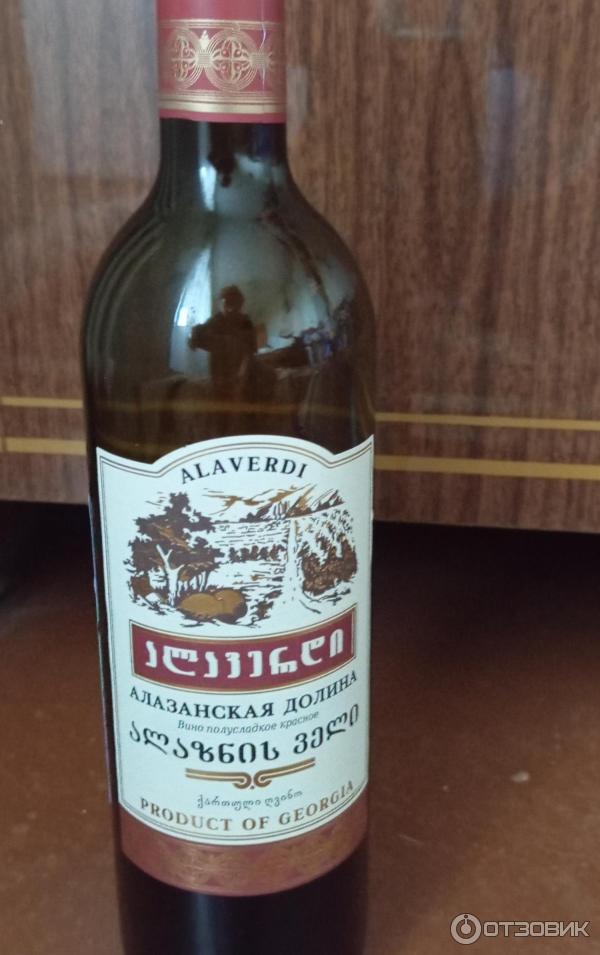 ALAVERDI
ალავერდი
АЛАЗАНСКАЯ ДОЛИНА
Вино полусладкое красное
ალაზნის ველი
ქართული ღვინო
PRODUCT OF GEORGIA
ОТЗОВИК